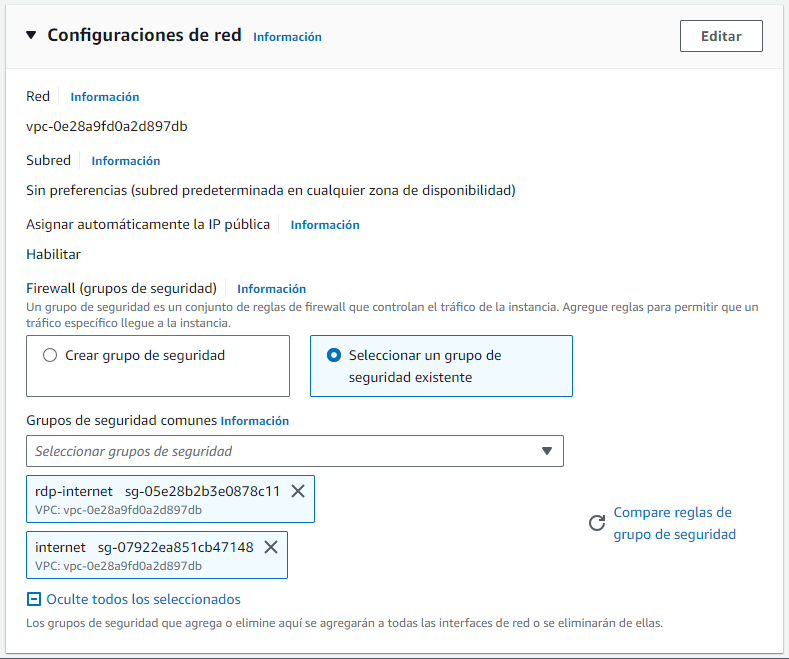 Configuraciones de red Información
Editar
Red Información
vpc-0e28a9fd0a2d897db
Subred Información
Sin preferencias (subred predeterminada en cualquier zona de disponibilidad)
Asignar automáticamente la IP pública Información
Habilitar
Firewall (grupos de seguridad) Información
Un grupo de seguridad es un conjunto de reglas de firewall que controlan el tráfico de la instancia. Agregue reglas para permitir que un
tráfico específico llegue a la instancia.
Crear grupo de seguridad
Seleccionar un grupo de
seguridad existente
Grupos de seguridad comunes Información
Seleccionar grupos de seguridad
rdp-internet sg-05e28b2b3e0878c11
VPC: vpc-0e28a9fd0a2d897db
internet sg-07922ea851cb47148
VPC: vpc-0e28a9fd0a2d897db
Compare reglas de
grupo de seguridad
Oculte todos los seleccionados
Los grupos de seguridad que agrega o elimine aquí se agregarán a todas las interfaces de red o se eliminarán de ellas.